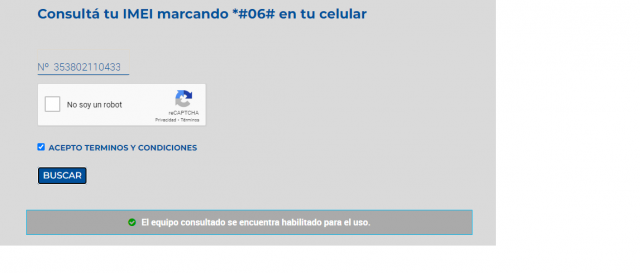 Consultá tu IMEI marcando *#06# en tu celular
Nº 353802110433
No soy un robot
reCAPTCHA
Privacidad - Términos
ACEPTO TERMINOS Y CONDICIONES
BUSCAR
El equipo consultado se encuentra habilitado para el uso.